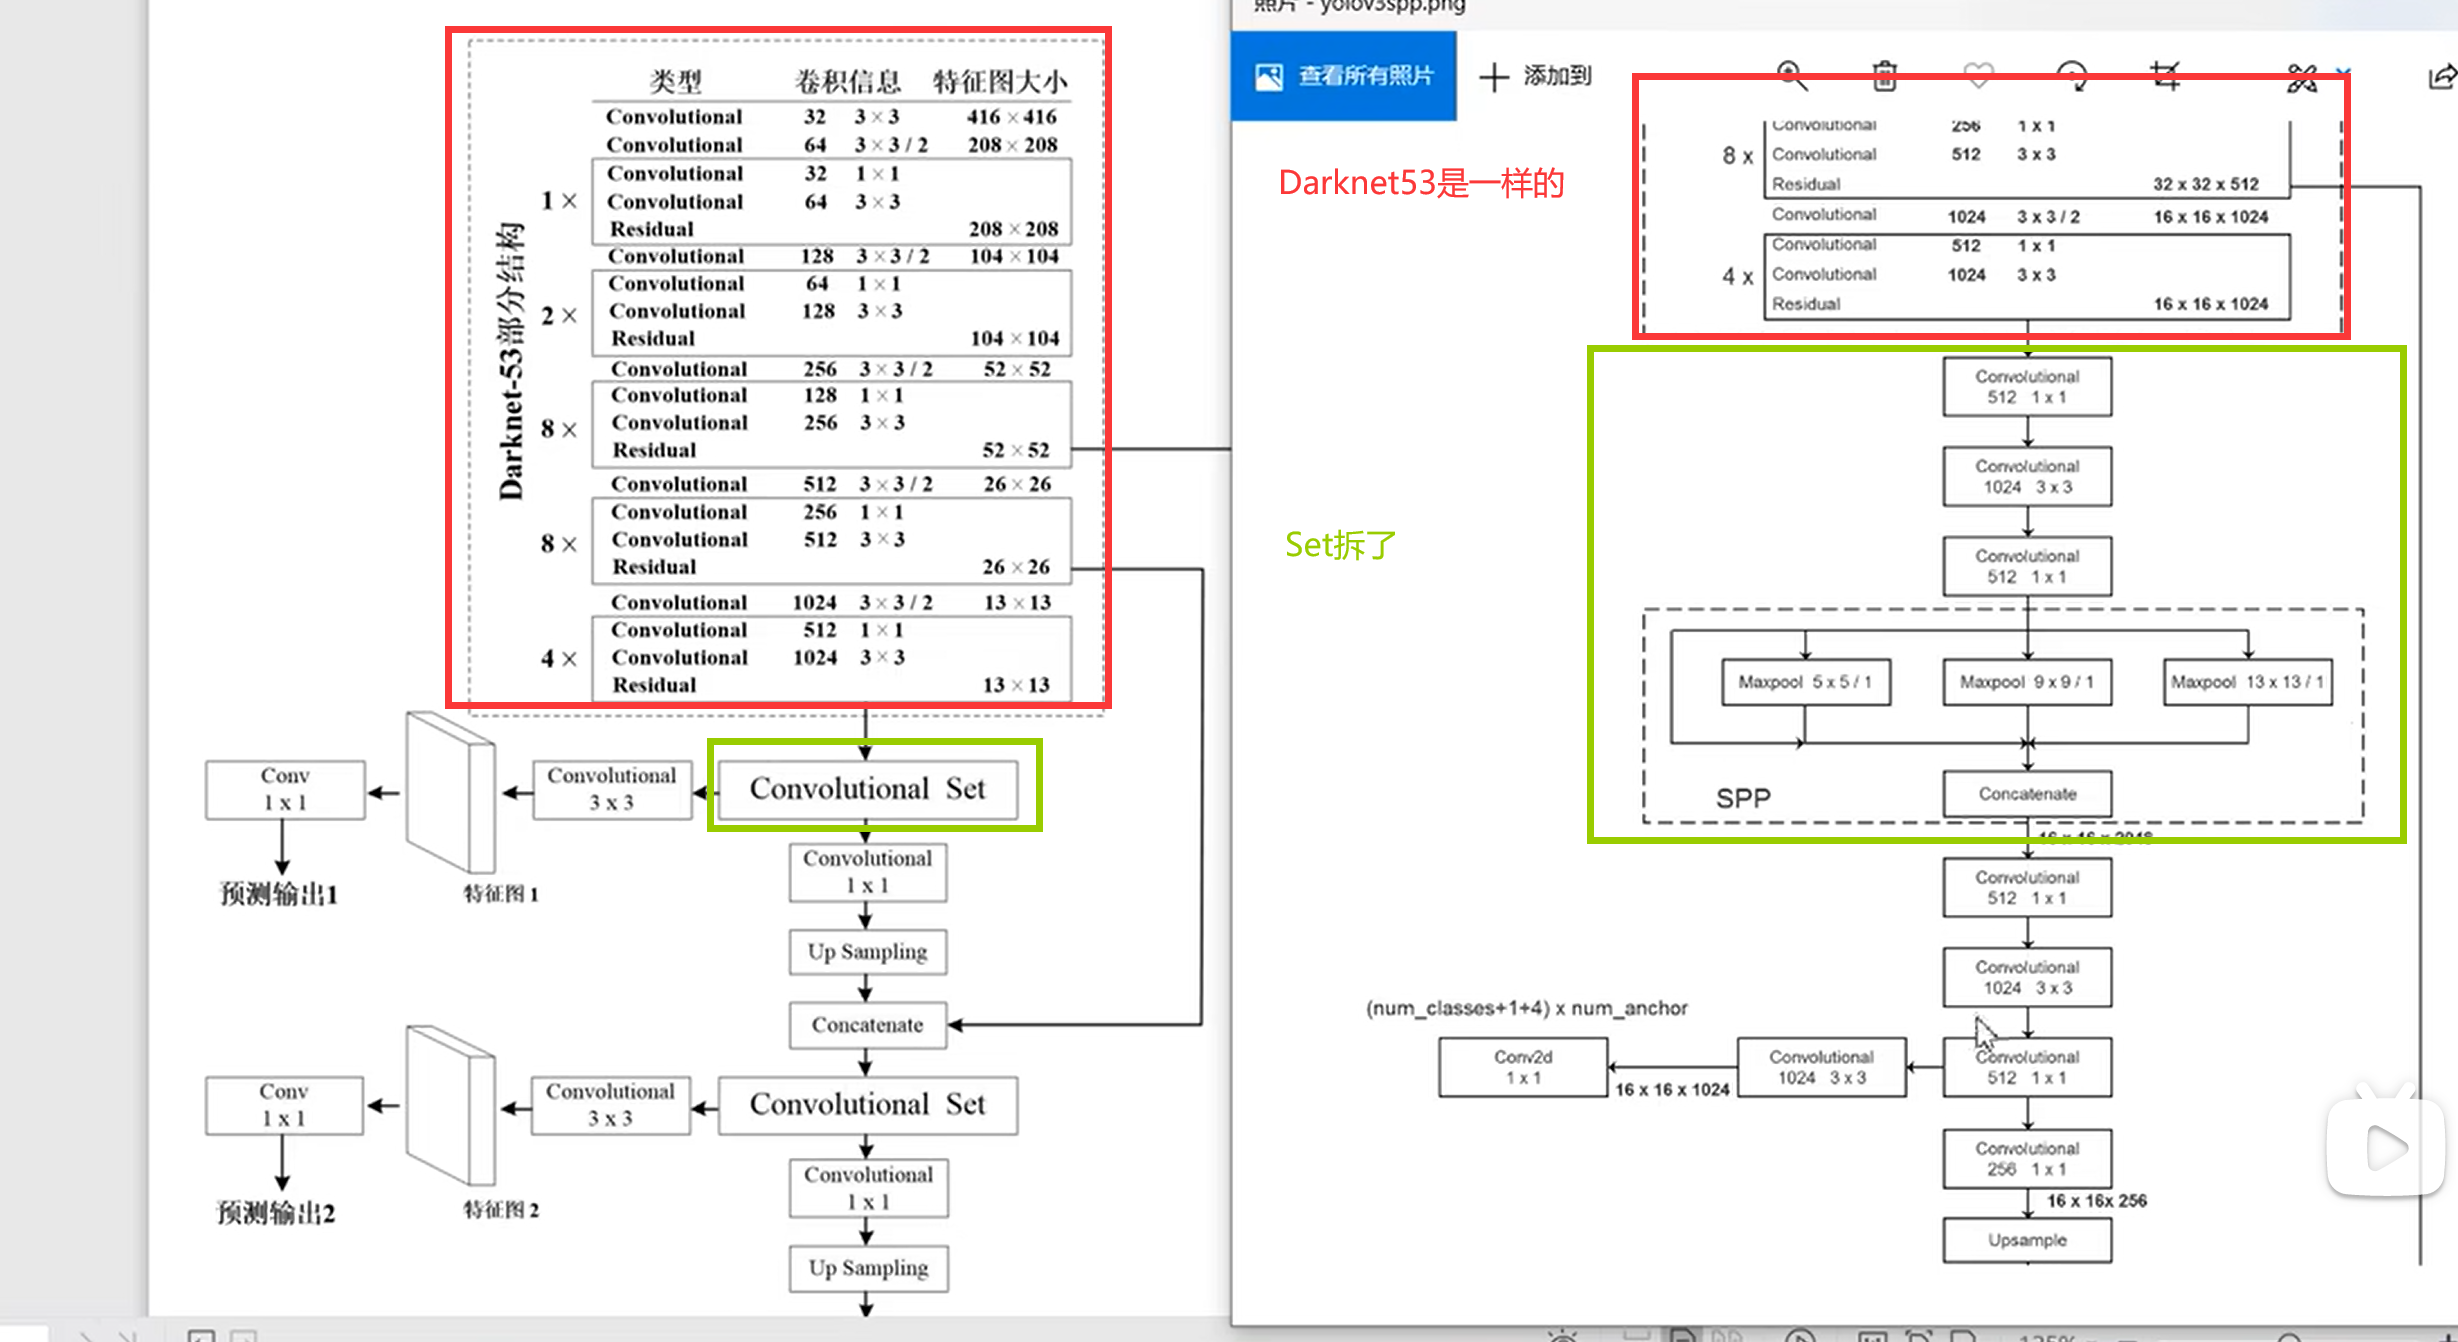 类型 卷积信息 特征图大小
Convolutional 32 3 × 3 416 × 416
Convolutional 64 3 × 3 / 2 208 × 208
1 ×
Convolutional 32 1 × 1
Convolutional 64 3 × 3
Residual 208 × 208
Convolutional 128 3 × 3 / 2 104 × 104
2 ×
Convolutional 64 1 × 1
Convolutional 128 3 × 3
Residual 104 × 104
Convolutional 256 3 × 3 / 2 52 × 52
8 ×
Convolutional 128 1 × 1
Convolutional 256 3 × 3
Residual 52 × 52
Convolutional 512 3 × 3 / 2 26 × 26
8 ×
Convolutional 256 1 × 1
Convolutional 512 3 × 3
Residual 26 × 26
Convolutional 1024 3 × 3 / 2 13 × 13
4 ×
Convolutional 512 1 × 1
Convolutional 1024 3 × 3
Residual 13 × 13
Darknet-53部分结构
Conv
1 x 1
Convolutional
3 x 3
Convolutional Set
预测输出1
特征图 1
Convolutional
1 x 1
Up Sampling
Concatenate
Conv
1 x 1
Convolutional
3 x 3
Convolutional Set
预测输出2
特征图 2
Convolutional
1 x 1
Up Sampling
照片 - yolov3spp.png
查看所有照片
添加到
Darknet53是一样的
8 x
Convolutional 256 1 x 1
Convolutional 512 3 x 3
Residual 32 x 32 x 512
Convolutional 1024 3 x 3 / 2 16 x 16 x 1024
4 x
Convolutional 512 1 x 1
Convolutional 1024 3 x 3
Residual 16 x 16 x 1024
Set拆了
Convolutional
512 1 x 1
Convolutional
1024 3 x 3
Convolutional
512 1 x 1
Maxpool 5 x 5 / 1
Maxpool 9 x 9 / 1
Maxpool 13 x 13 / 1
SPP
Concatenate
16 x 16 x 2048
Convolutional
512 1 x 1
Convolutional
1024 3 x 3
(num_classes+1+4) x num_anchor
Conv2d
1 x 1
16 x 16 x 1024
Convolutional
1024 3 x 3
Convolutional
512 1 x 1
Convolutional
256 1 x 1
16 x 16x 256
Upsample